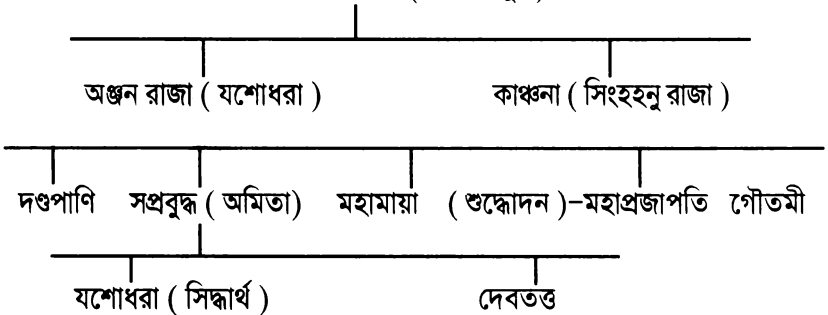 অঞ্জন রাজা ( যশোধরা ) কাঞ্চনা ( সিংহহনু রাজা )
দণ্ডপাণি সপ্রবুদ্ধ ( অমিতা) মহামায়া ( শুদ্ধোদন )–মহাপ্রজাপতি গৌতমী
যশোধরা ( সিদ্ধার্থ ) দেবতত্ত